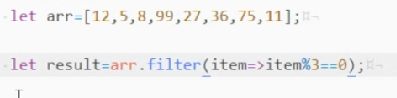 let arr=[12,5,8,99,27,36,75,11];
let result=arr.filter(item=>item%3==0);